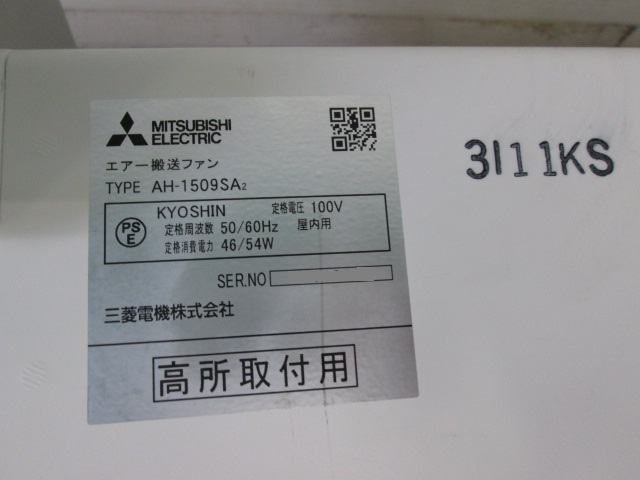 MITSUBISHI
ELECTRIC
エアー搬送ファン
TYPE AH-1509SA₂
PS
E
KYOSHIN 定格電圧 100V
定格周波数 50/60Hz 屋内用
定格消費電力 46/54W
SER.NO
三菱電機株式会社
高所取付用
3111KS